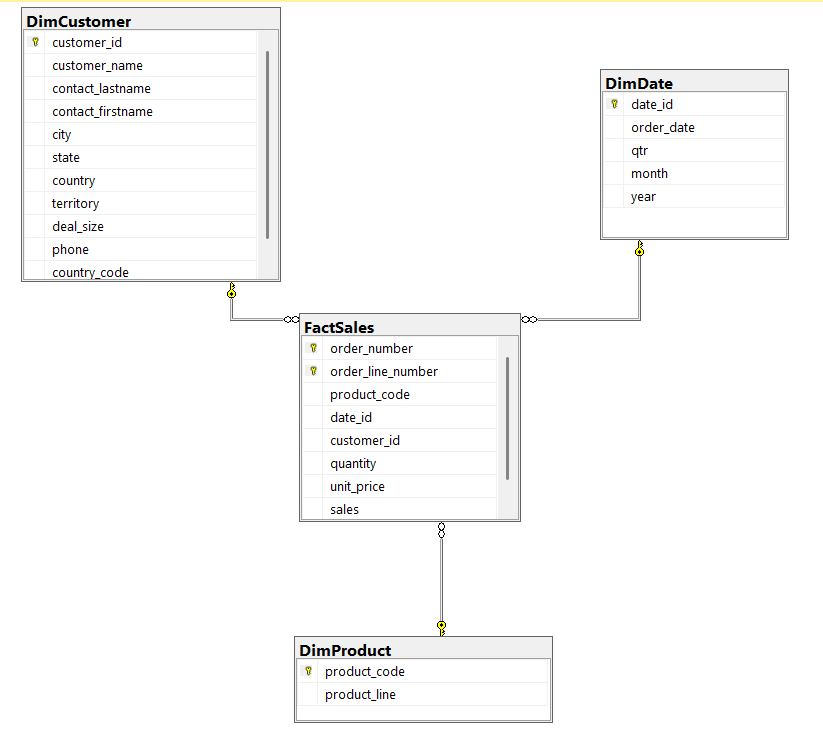 DimCustomer
customer_id
customer_name
contact_lastname
contact_firstname
city
state
country
territory
deal_size
phone
country_code
DimDate
date_id
order_date
qtr
month
year
FactSales
order_number
order_line_number
product_code
date_id
customer_id
quantity
unit_price
sales
DimProduct
product_code
product_line